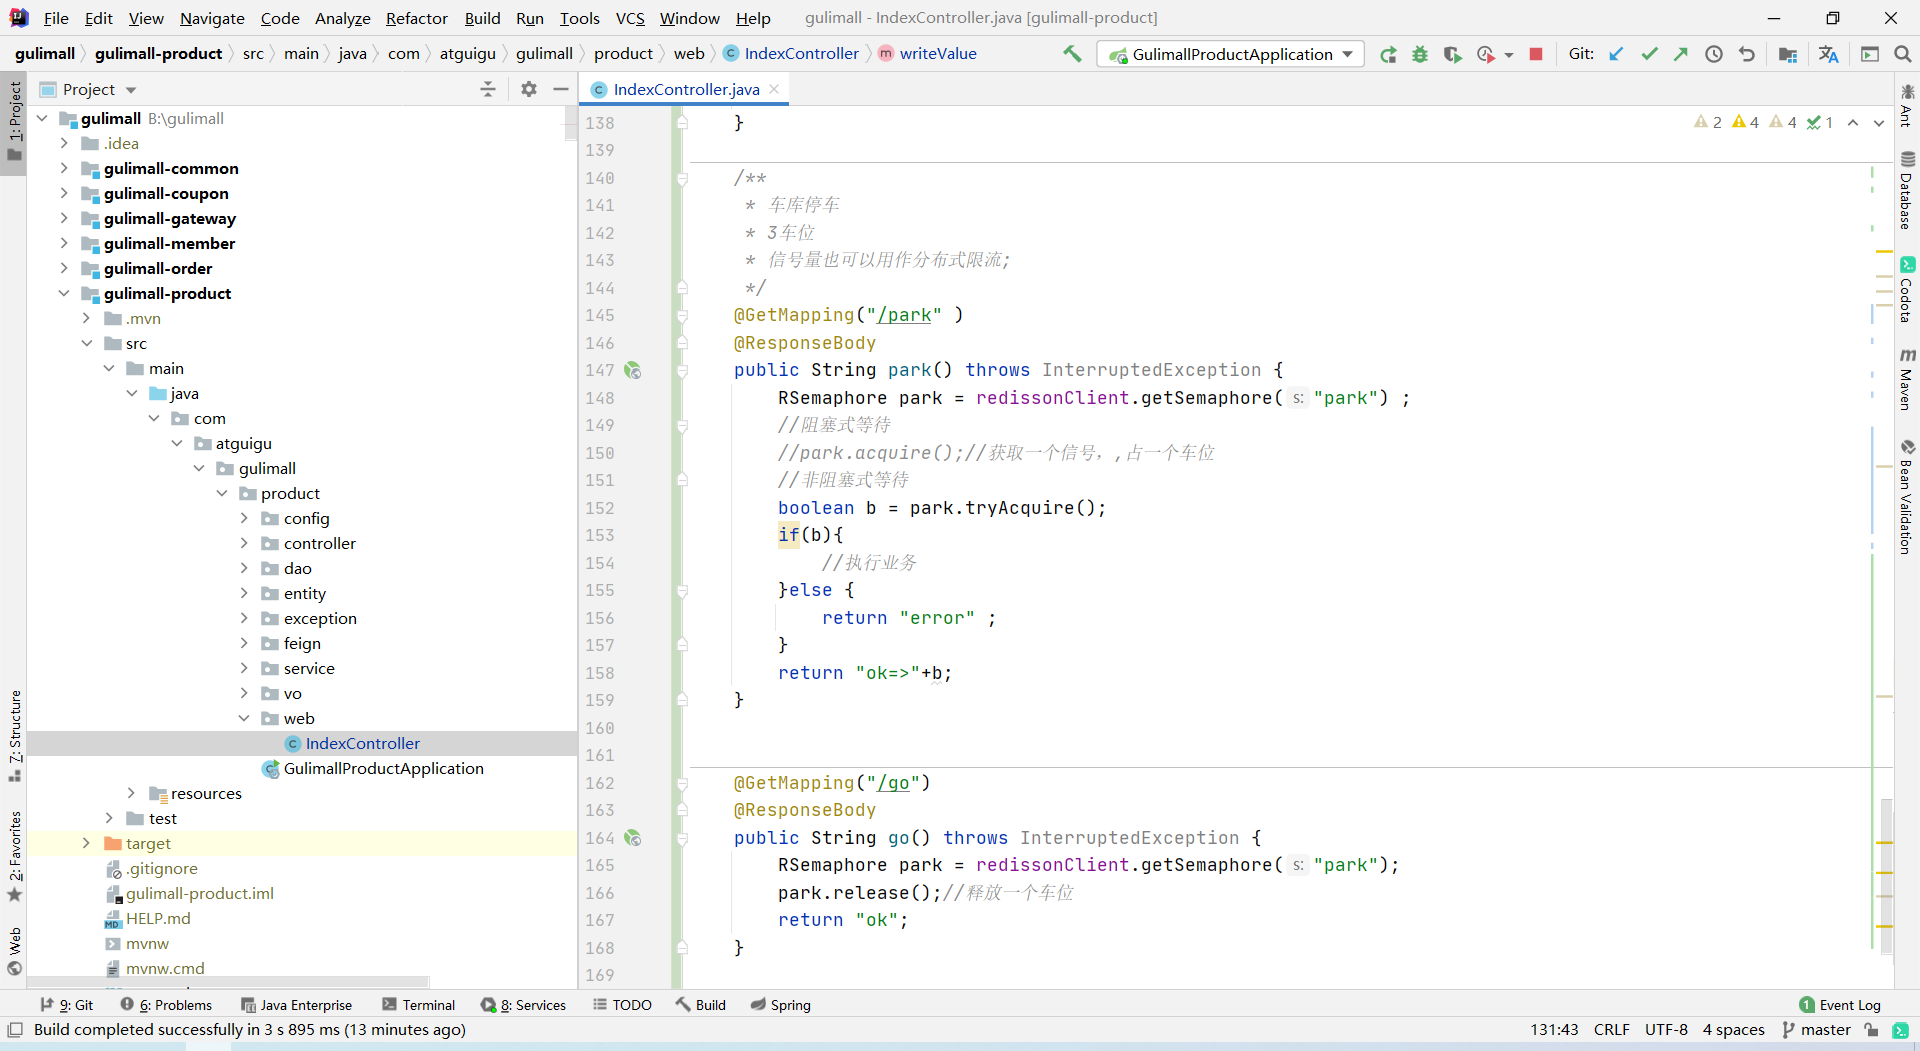 File Edit View Navigate Code Analyze Refactor Build Run Tools VCS Window Help gulimall - IndexController.java [gulimall-product]
gulimall gulimall-product src main java com atguigu gulimall product web IndexController writeValue GulimallProductApplication Git:
1: Project
7: Structure
2: Favorites
Web
Project
gulimall B:\gulimall
.idea
gulimall-common
gulimall-coupon
gulimall-gateway
gulimall-member
gulimall-order
gulimall-product
.mvn
src
main
java
com
atguigu
gulimall
product
config
controller
dao
entity
exception
feign
service
vo
web
IndexController
GulimallProductApplication
resources
test
target
.gitignore
gulimall-product.iml
HELP.md
mvnw
mvnw.cmd
IndexController.java
2 4 4 1
138 }
139
140 /**
141 * 车库停车
142 * 3车位
143 * 信号量也可以用作分布式限流;
144 */
145 @GetMapping("/park" )
146 @ResponseBody
147 public String park() throws InterruptedException {
148 RSemaphore park = redissonClient.getSemaphore( s: "park") ;
149 //阻塞式等待
150 //park.acquire();//获取一个信号，,占一个车位
151 //非阻塞式等待
152 boolean b = park.tryAcquire();
153 if(b){
154 //执行业务
155 }else {
156 return "error" ;
157 }
158 return "ok=>"+b;
159 }
160
161
162 @GetMapping("/go")
163 @ResponseBody
164 public String go() throws InterruptedException {
165 RSemaphore park = redissonClient.getSemaphore( s: "park");
166 park.release();//释放一个车位
167 return "ok";
168 }
169
Ant
Database
Codota
Maven
Bean Validation
9: Git 6: Problems Java Enterprise Terminal 8: Services TODO Build Spring 1 Event Log
Build completed successfully in 3 s 895 ms (13 minutes ago) 131:43 CRLF UTF-8 4 spaces master